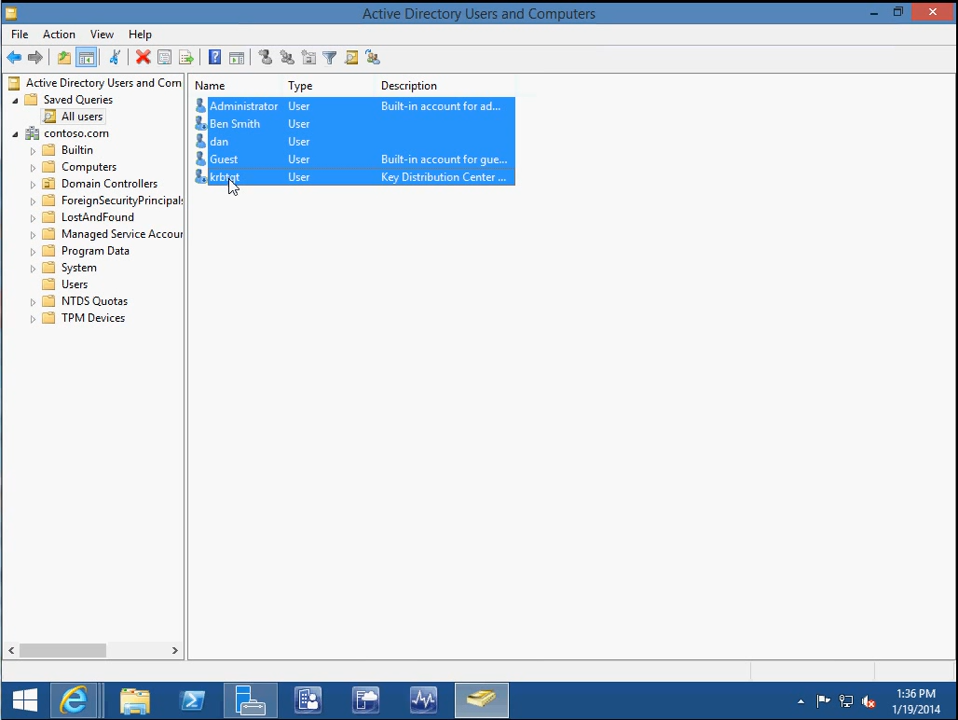 Active Directory Users and Computers
File Action View Help
Active Directory Users and Com
Saved Queries
All users
contoso.com
Builtin
Computers
Domain Controllers
ForeignSecurityPrincipals
LostAndFound
Managed Service Accour
Program Data
System
Users
NTDS Quotas
TPM Devices
Name Type Description
Administrator User Built-in account for ad...
Ben Smith User
dan User
Guest User Built-in account for gue...
krbtgt User Key Distribution Center ...
1:36 PM
1/19/2014